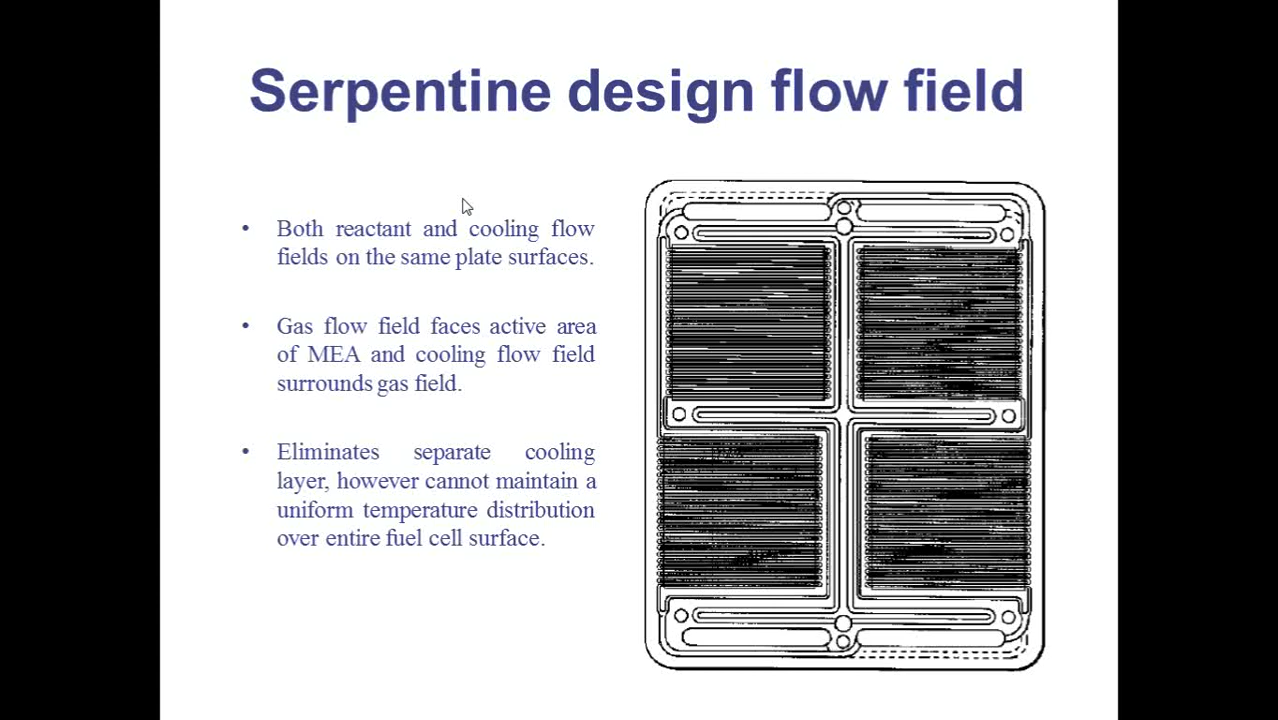 Serpentine design flow field
• Both reactant and cooling flow
fields on the same plate surfaces.
• Gas flow field faces active area
of MEA and cooling flow field
surrounds gas field.
• Eliminates separate cooling
layer, however cannot maintain a
uniform temperature distribution
over entire fuel cell surface.